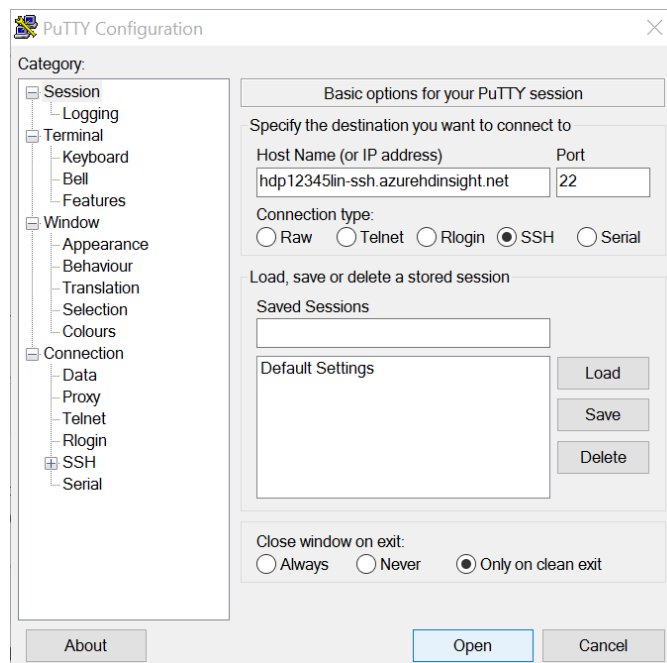 PuTTY Configuration
Category:
Session
Logging
Terminal
Keyboard
Bell
Features
Window
Appearance
Behaviour
Translation
Selection
Colours
Connection
Data
Proxy
Telnet
Rlogin
SSH
Serial
Basic options for your PuTTY session
Specify the destination you want to connect to
Host Name (or IP address) Port
hdp12345lin-ssh.azurehdinsight.net 22
Connection type:
Raw Telnet Rlogin SSH Serial
Load, save or delete a stored session
Saved Sessions
Default Settings
Load
Save
Delete
Close window on exit:
Always Never Only on clean exit
About Open Cancel